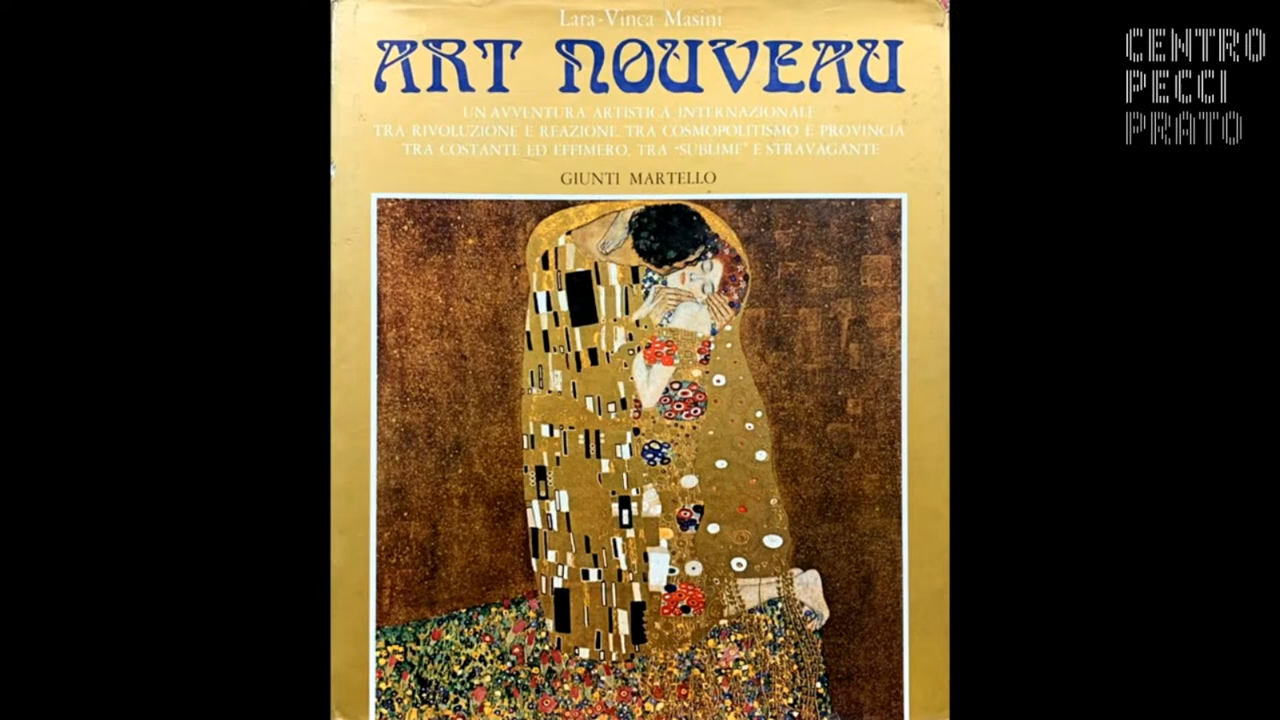 Lara-Vinca Masini
ART NOUVEAU
UN'AVVENTURA ARTISTICA INTERNAZIONALE
TRA RIVOLUZIONE E REAZIONE, TRA COSMOPOLITISMO E PROVINCIA
TRA COSTANTE ED EFFIMERO, TRA "SUBLIME" E STRAVAGANTE
GIUNTI MARTELLO
CENTRO
PECCI
PRATO